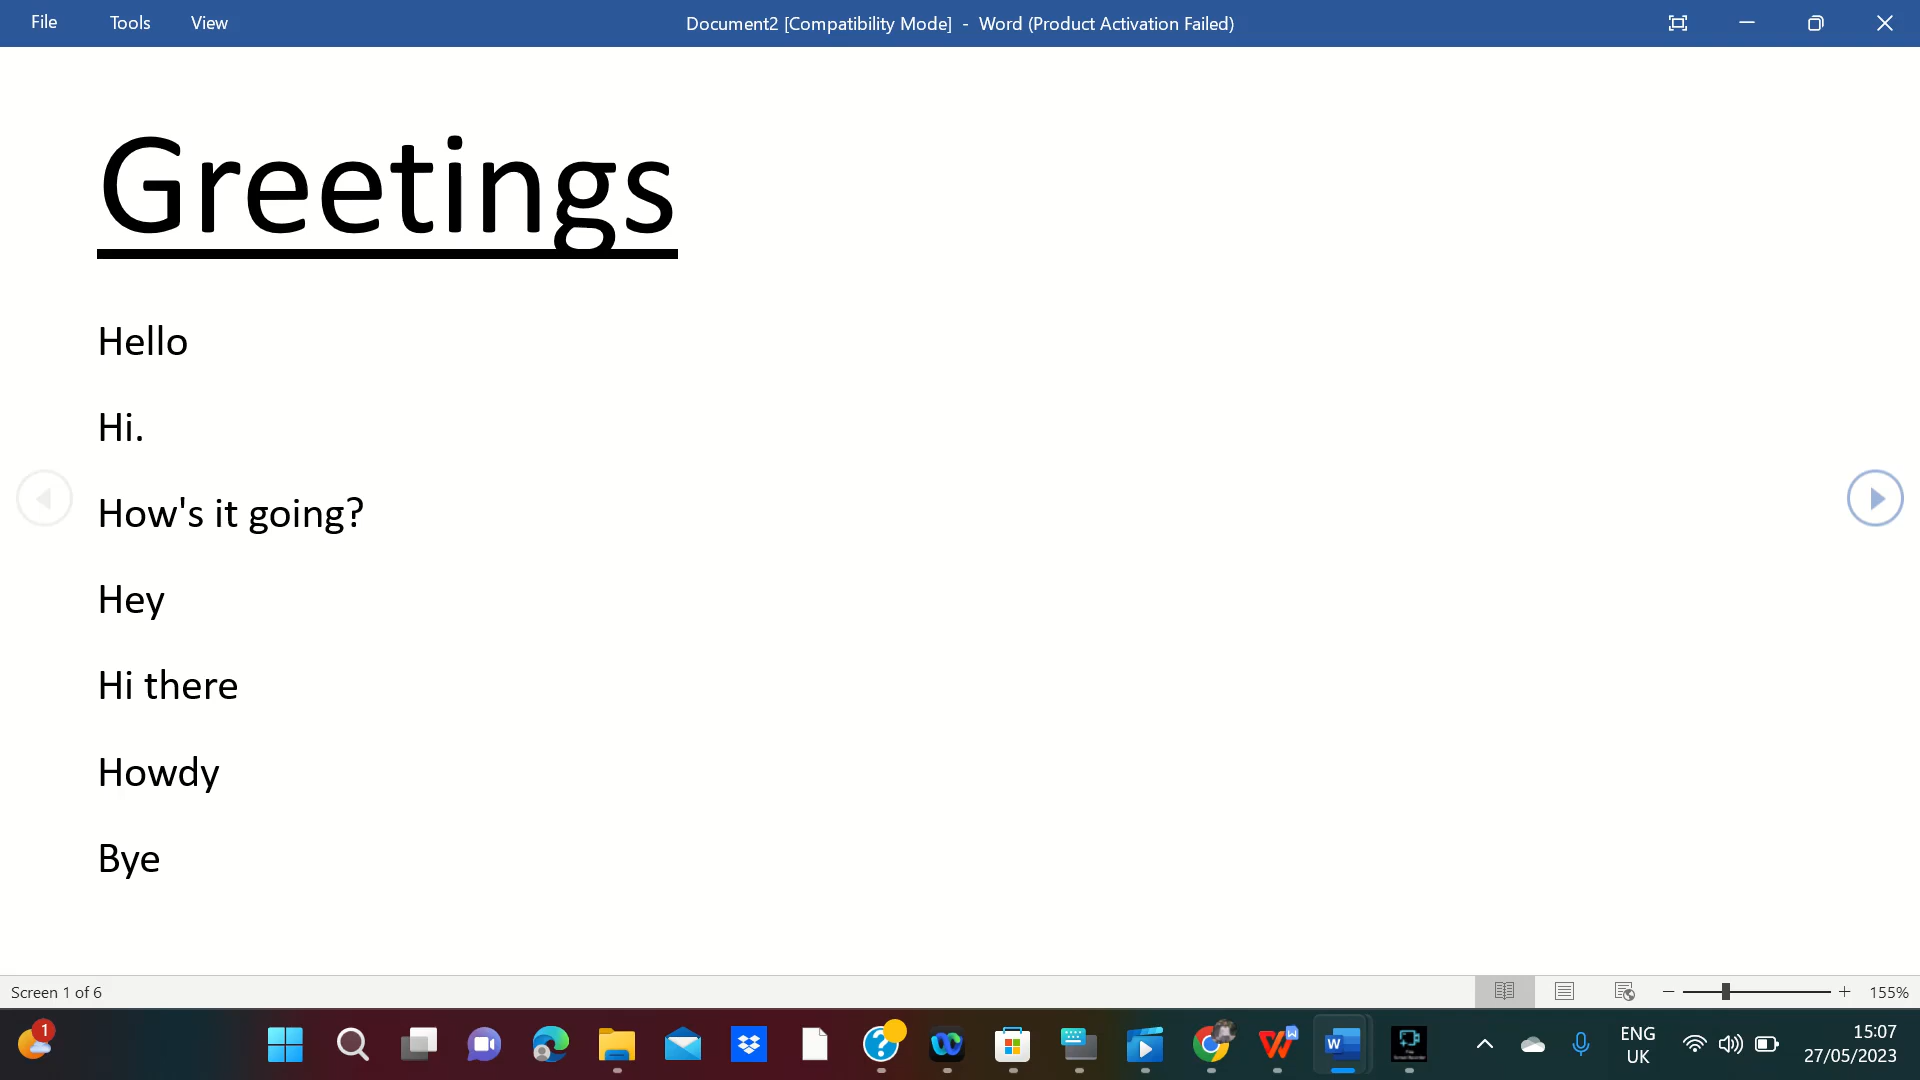 File Tools View Document2 [Compatibility Mode] - Word (Product Activation Failed)
Greetings
Hello
Hi.
How's it going?
Hey
Hi there
Howdy
Bye
Screen 1 of 6 155%
1 W ENG 15:07
UK 27/05/2023